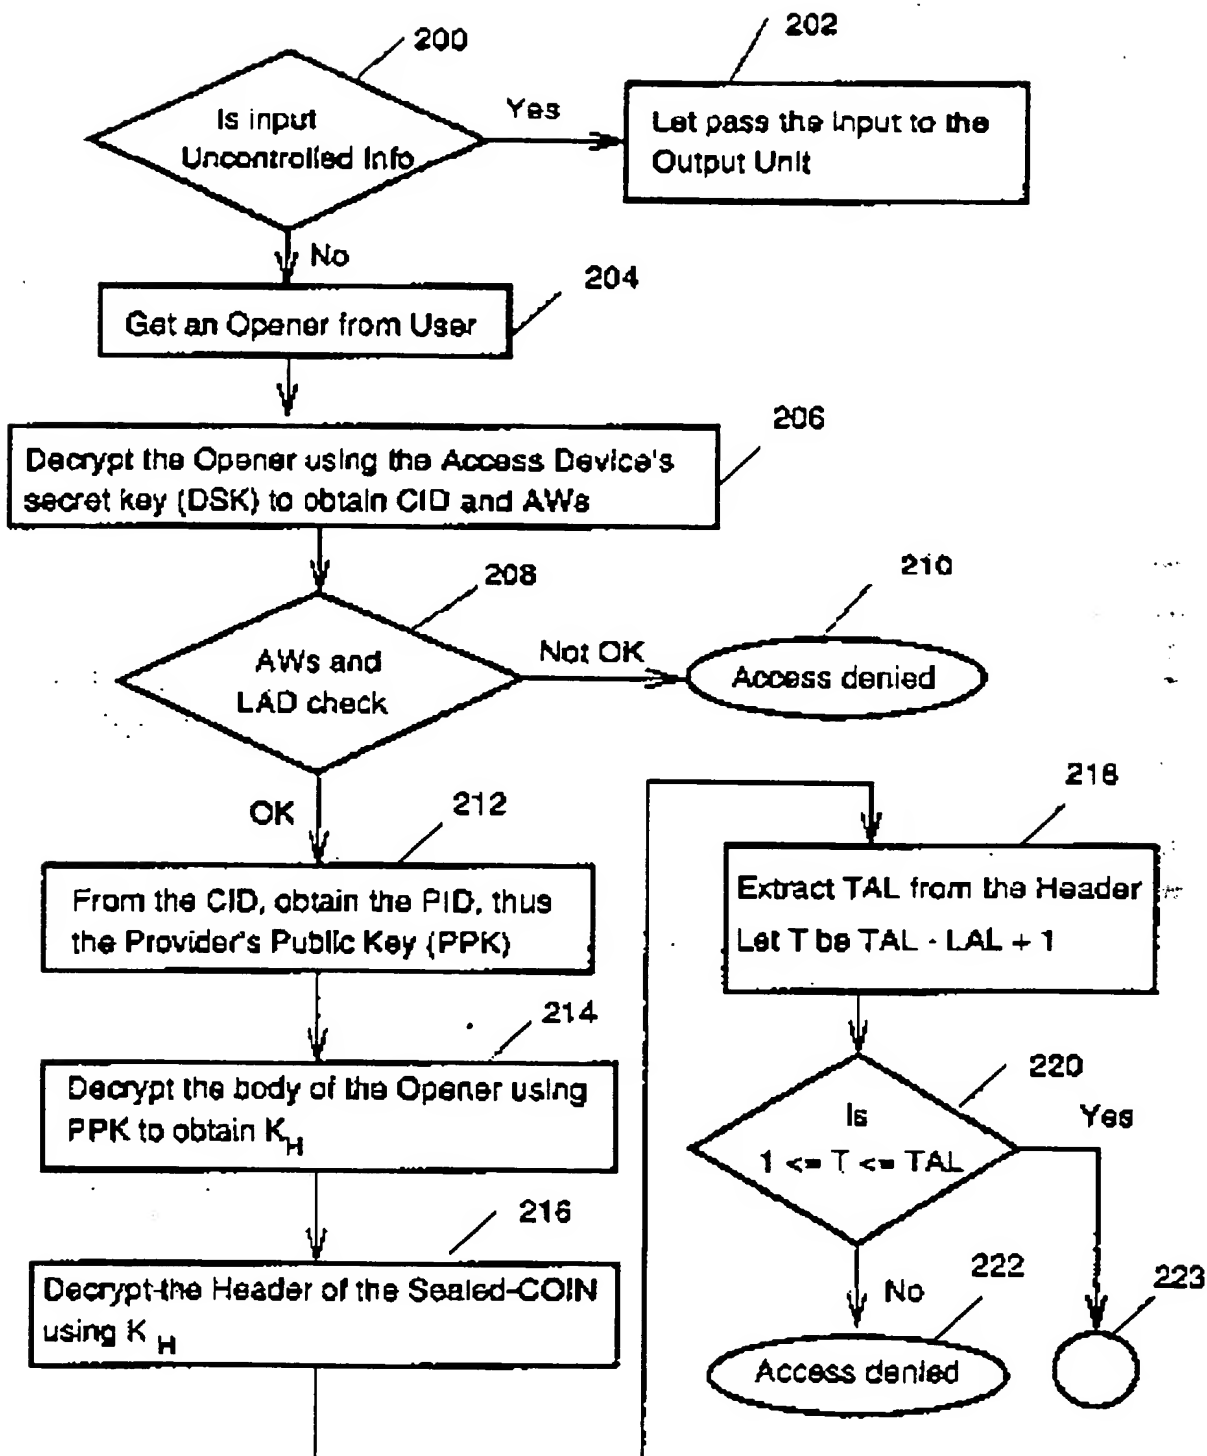 200
202
Is input
Uncontrolled Info
Yes
Let pass the Input to the
Output Unit
No
204
Get an Opener from User
206
Decrypt the Opener using the Access Device's
secret key (DSK) to obtain CID and AWs
208
210
AWs and
LAD check
Not OK
Access denied
OK
212
From the CID, obtain the PID, thus
the Provider's Public Key (PPK)
214
Decrypt the body of the Opener using
PPK to obtain K_H
216
Decrypt the Header of the Sealed-COIN
using K_H
218
Extract TAL from the Header
Let T be TAL - LAL + 1
220
Is
1 <= T <= TAL
Yes
No
222
Access denied
223